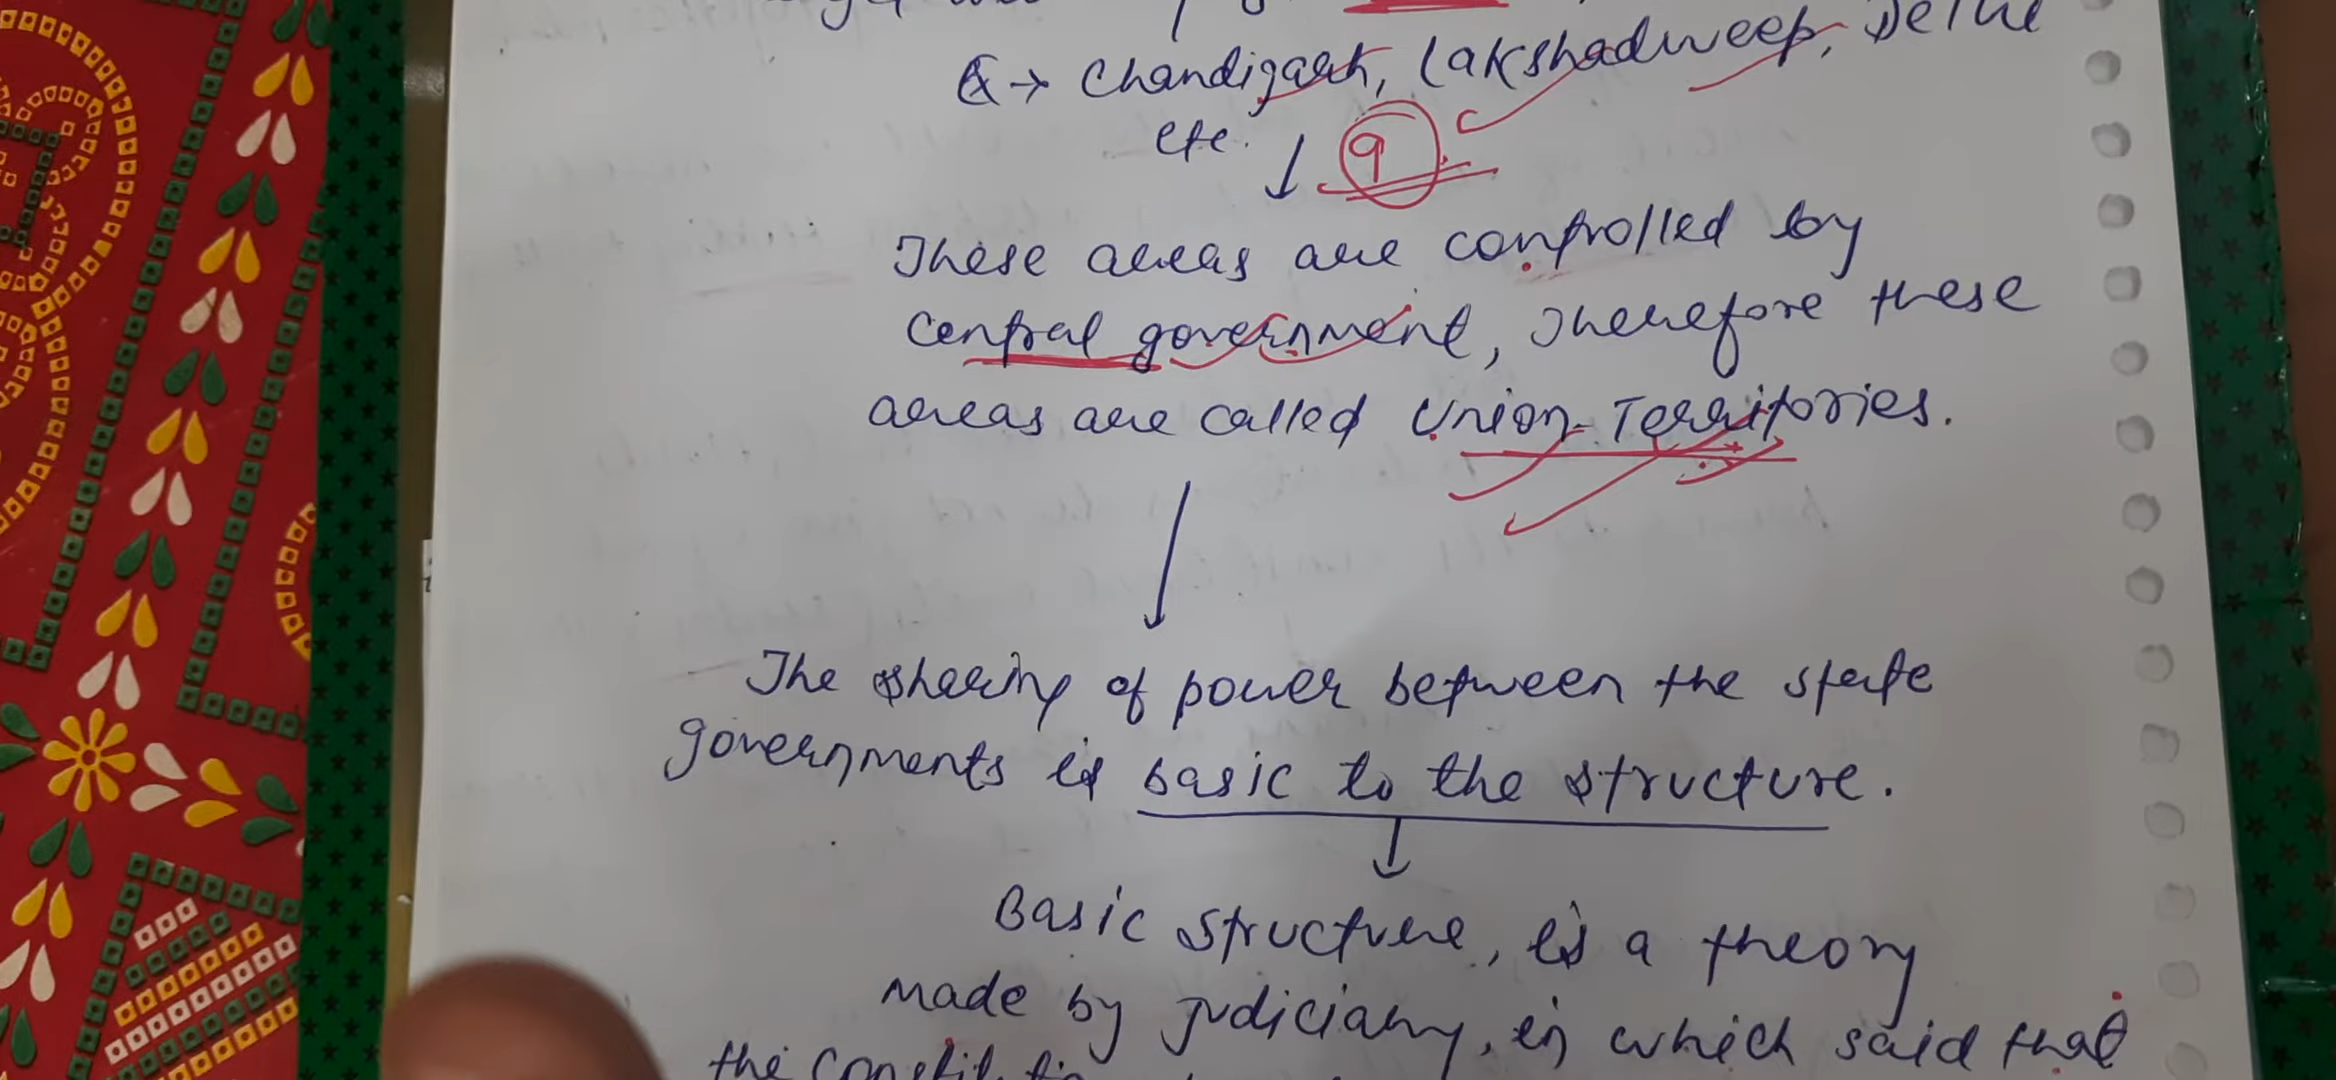 & → Chandigarh, Lakshadweep, Delhi
etc. ↓ 9
These areas are controlled by
Central government, Therefore these
areas are called Union Territories.
↓
The sharing of power between the state
governments is basic to the structure.
↓
Basic structure, is a theory
made by judiciary, in which said that
the